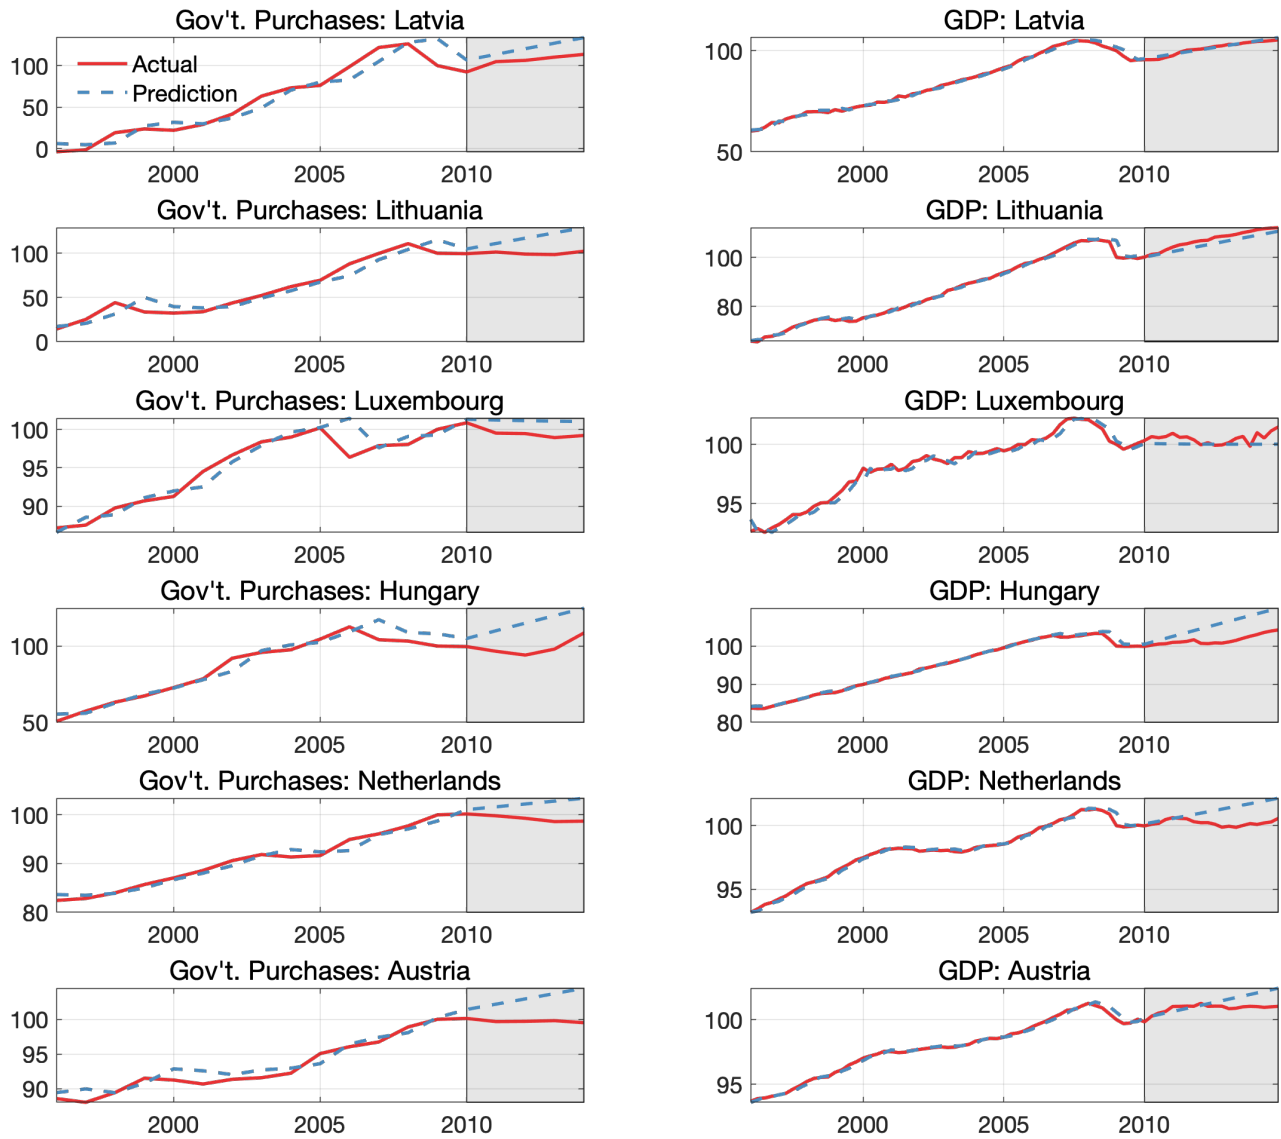 Gov't. Purchases: Latvia
100
50
0
Actual
Prediction
2000 2005 2010
GDP: Latvia
100
50
2000 2005 2010
Gov't. Purchases: Lithuania
100
50
0
2000 2005 2010
GDP: Lithuania
100
80
2000 2005 2010
Gov't. Purchases: Luxembourg
100
95
90
2000 2005 2010
GDP: Luxembourg
100
95
2000 2005 2010
Gov't. Purchases: Hungary
100
50
2000 2005 2010
GDP: Hungary
100
90
80
2000 2005 2010
Gov't. Purchases: Netherlands
100
90
80
2000 2005 2010
GDP: Netherlands
100
95
2000 2005 2010
Gov't. Purchases: Austria
100
95
90
2000 2005 2010
GDP: Austria
100
95
2000 2005 2010